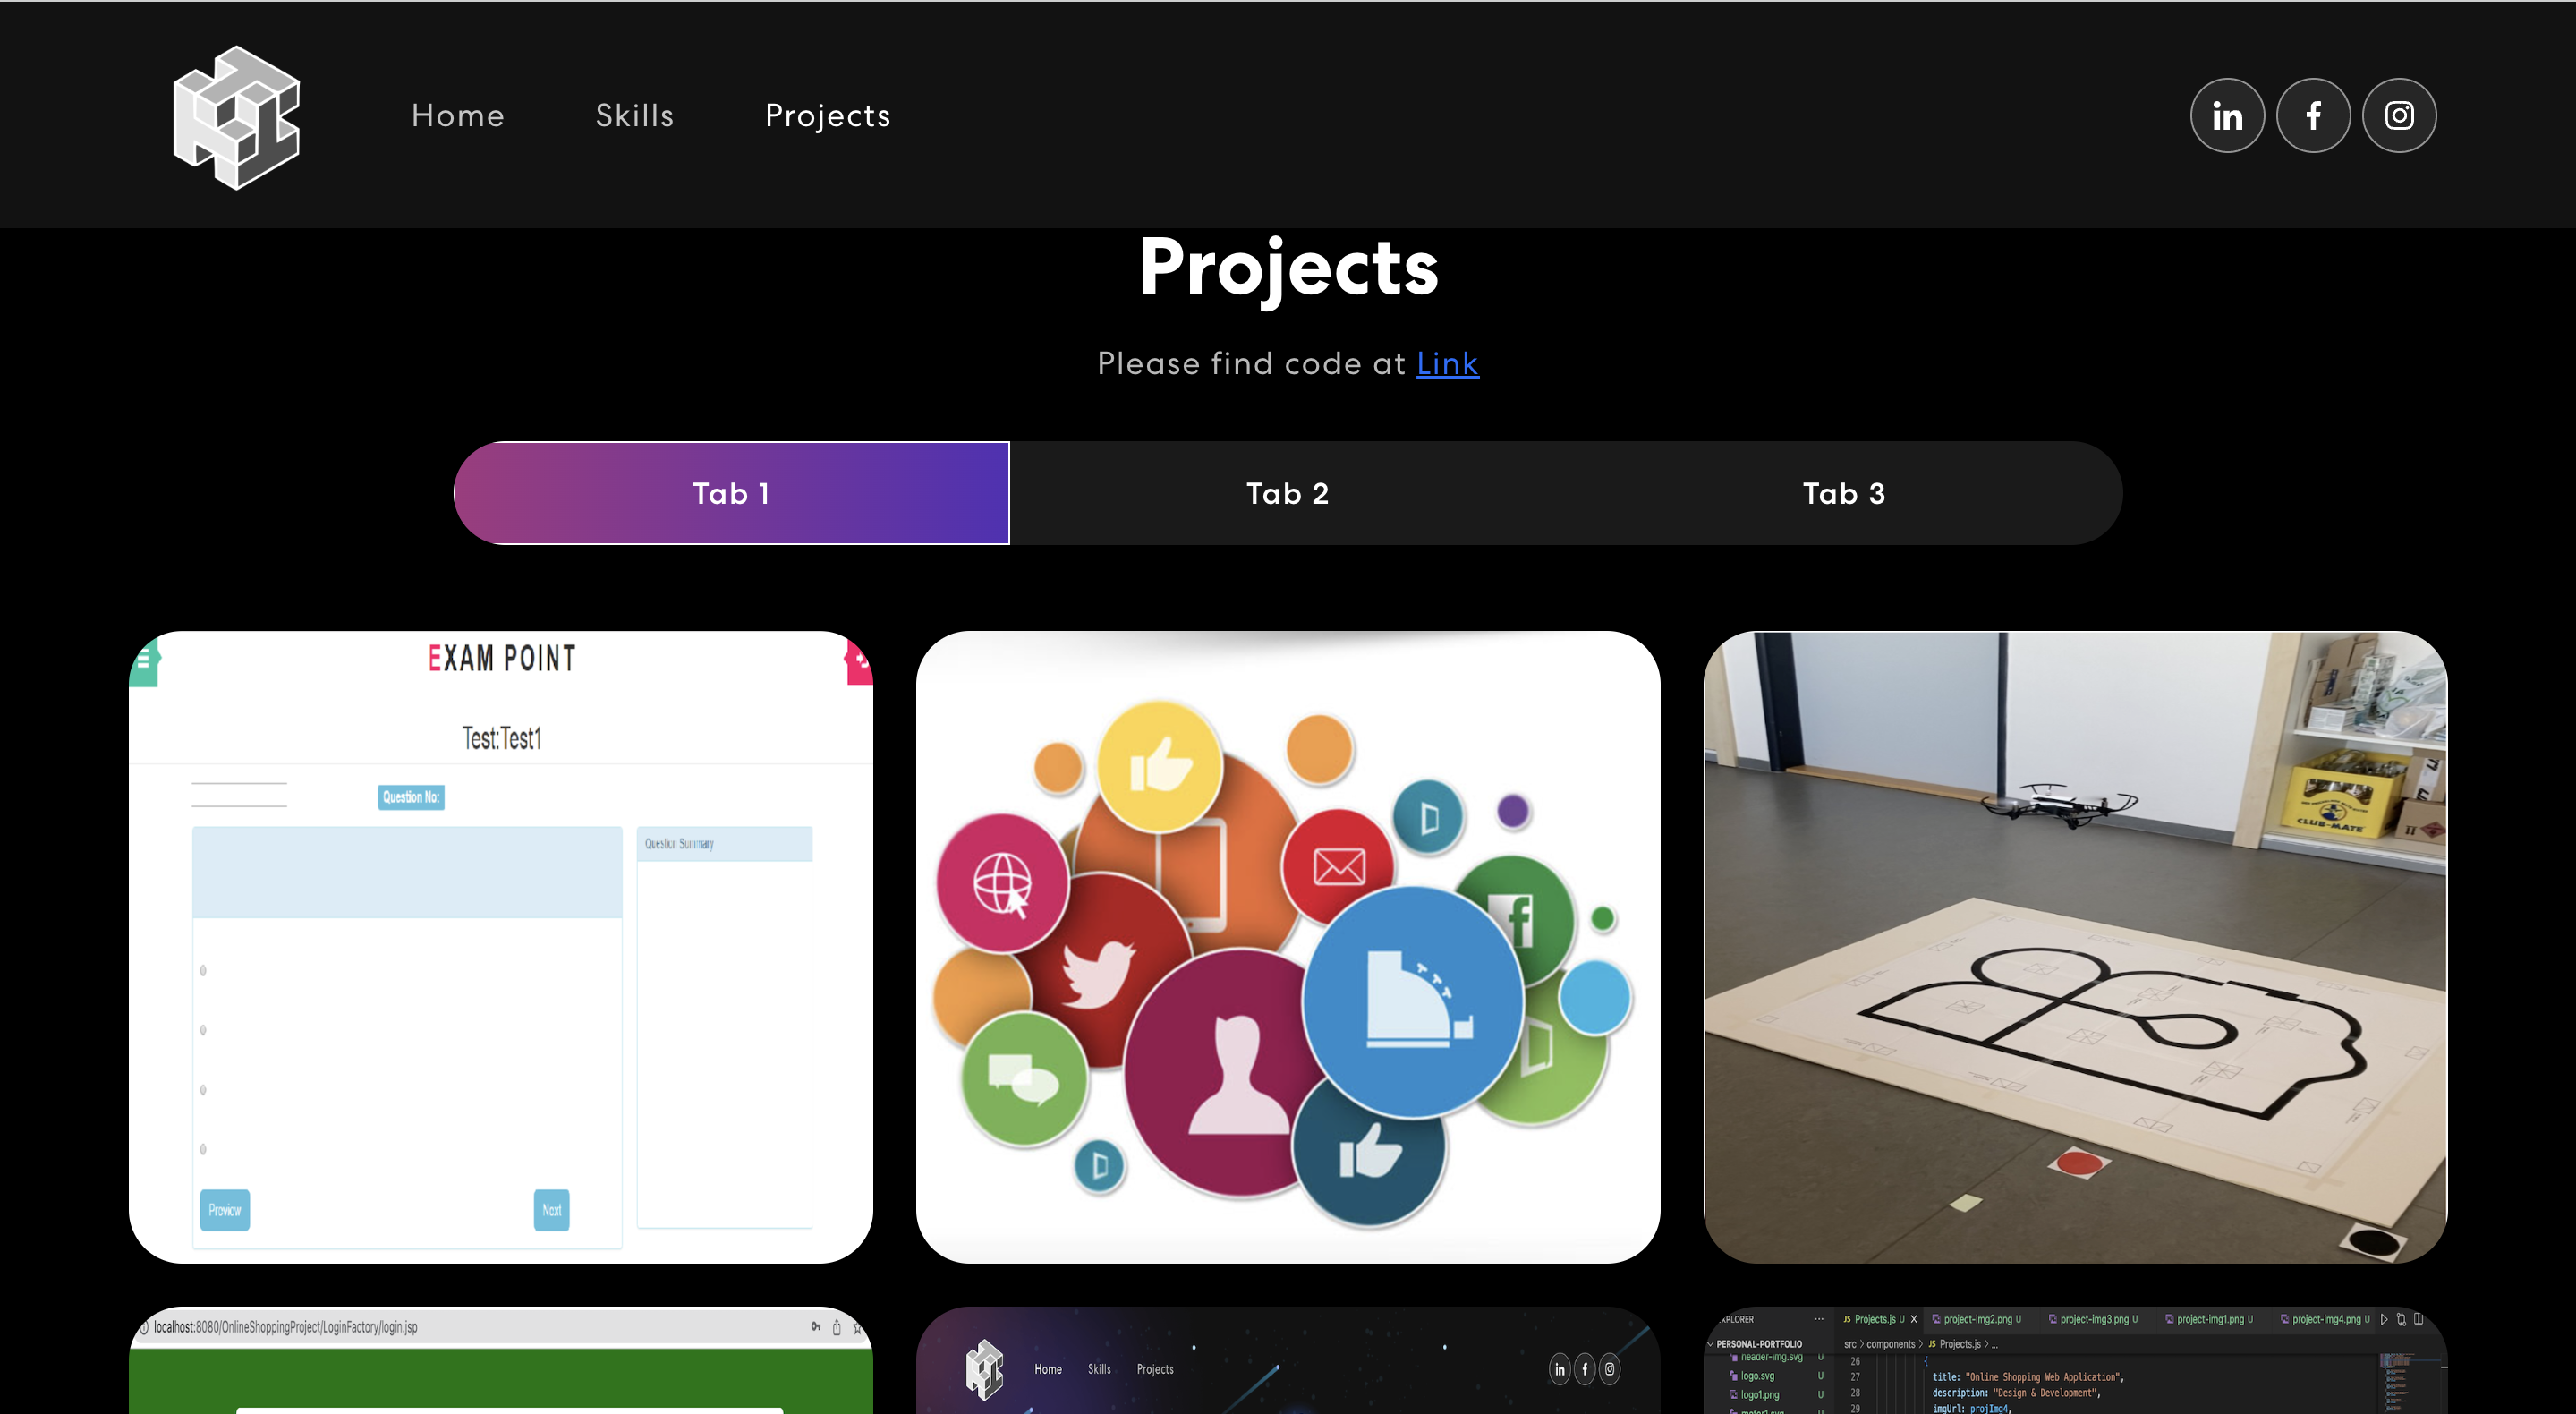 Home Skills Projects
Projects
Please find code at Link
Tab 1 Tab 2 Tab 3
EXAM POINT
Test:Test1
Question No:
Question Summary
Preview
Next
CLUB-MATE
localhost:8080/OnlineShoppingProject/LoginFactory/login.jsp
Home Skills Projects
Projects.js U project-img2.png U project-img3.png U project-img1.png U project-img4.png U
PERSONAL-PORTFOLIO
src > components > JS Projects.js > ...
header-img.svg U
logo.svg U
logo1.png U
26 {
27 title: "Online Shopping Web Application",
28 description: "Design & Development",
29 imgUrl: projImg4,